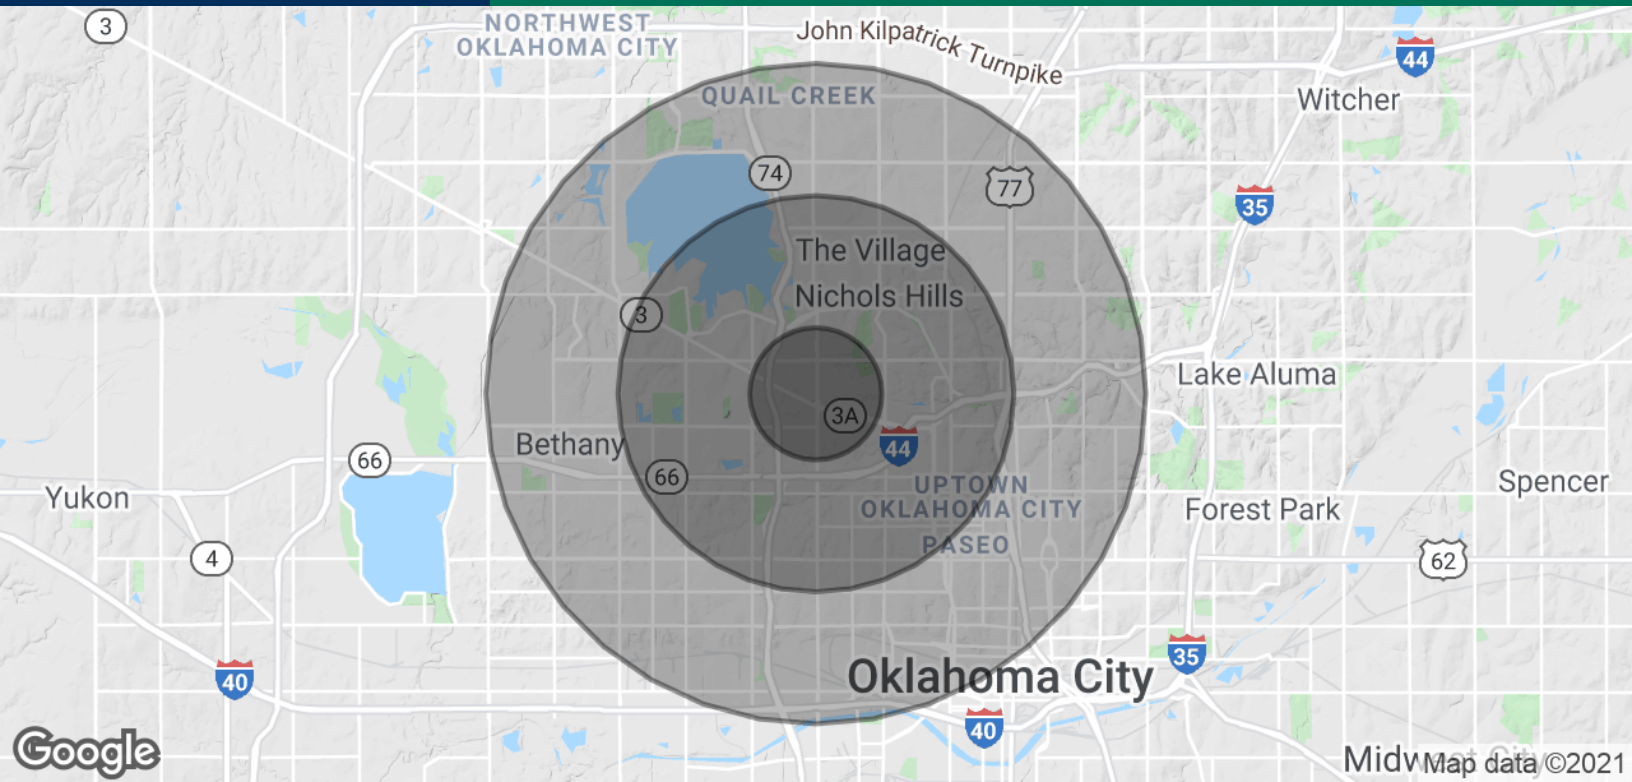 3
NORTHWEST
OKLAHOMA CITY
John Kilpatrick Turnpike
44
QUAIL CREEK
Witcher
74
77
35
The Village
Nichols Hills
3
Lake Aluma
3A
Bethany
44
66
66
Yukon
UPTOWN
OKLAHOMA CITY
Spencer
Forest Park
PASEO
4
62
Oklahoma City
35
40
40
Google
Midwest City
Map data ©2021